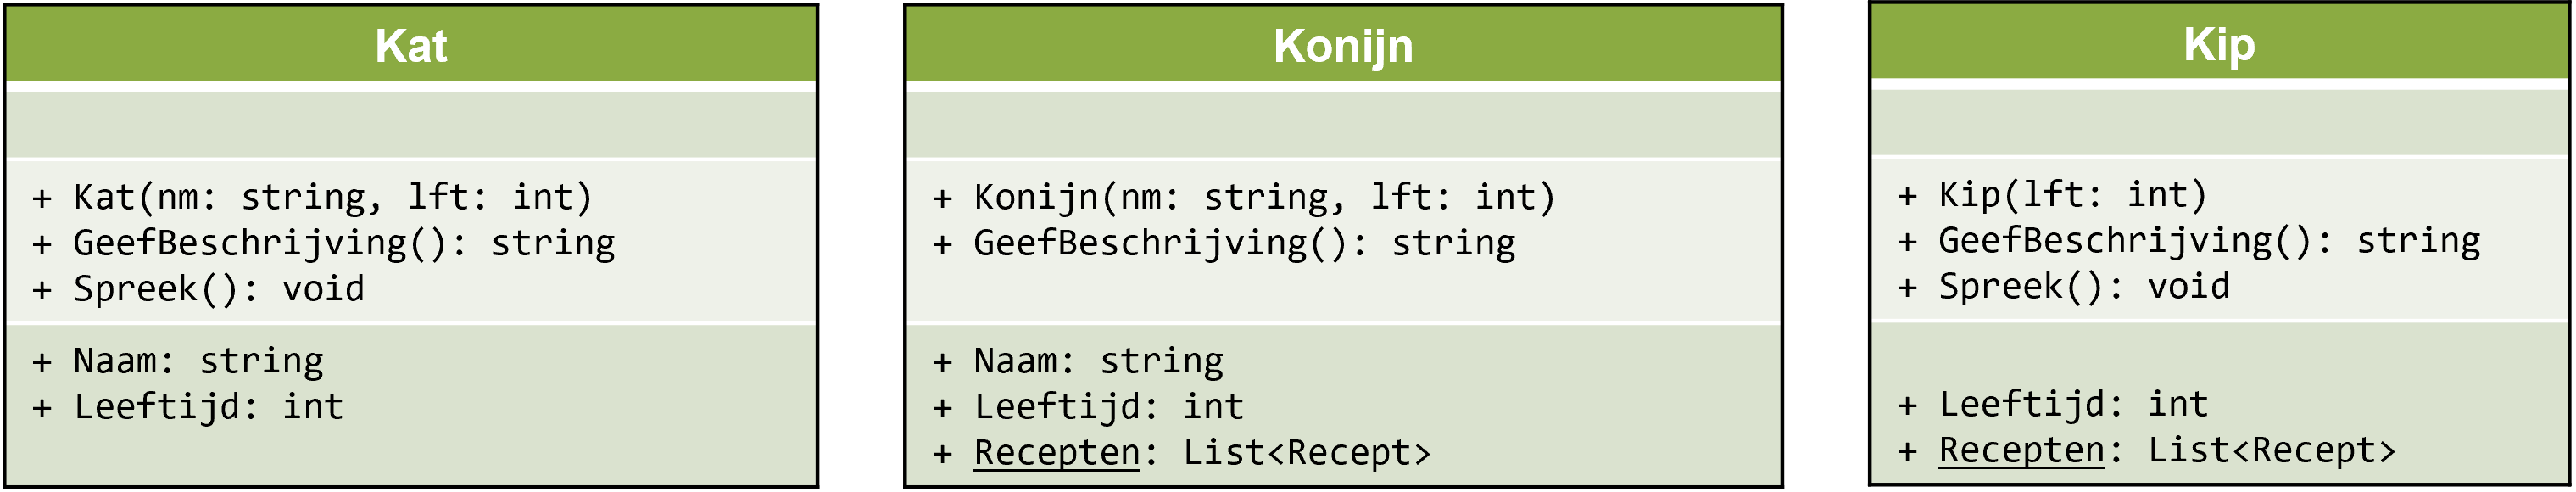 Kat
+ Kat(nm: string, lft: int)
+ GeefBeschrijving(): string
+ Spreek(): void
+ Naam: string
+ Leeftijd: int
Konijn
+ Konijn(nm: string, lft: int)
+ GeefBeschrijving(): string
+ Naam: string
+ Leeftijd: int
+ Recepten: List<Recept>
Kip
+ Kip(lft: int)
+ GeefBeschrijving(): string
+ Spreek(): void
+ Leeftijd: int
+ Recepten: List<Recept>